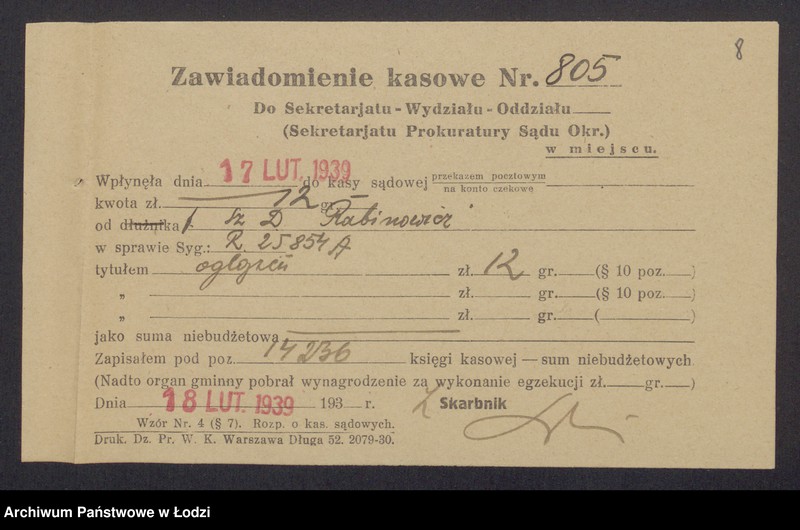 8
Zawiadomienie kasowe Nr. 805
Do Sekretarjatu - Wydziału - Oddziału
(Sekretarjatu Prokuratury Sądu Okr.)
w miejscu.
Wpłynęła dnia 17 LUT. 1939 do kasy sądowej przekazem pocztowym
na konto czekowe
kwota zł. 12 gr. —
od dłużnika f. Sz D Rabinowicz
w sprawie Syg.: R. 25854 A
tytułem ogłoszeń zł. 12 gr. (§ 10 poz. )
„ zł. gr. (§ 10 poz. )
„ zł. gr. ( )
jako suma niebudżetowa
Zapisałem pod poz. 14236 księgi kasowej — sum niebudżetowych
(Nadto organ gminny pobrał wynagrodzenie za wykonanie egzekucji zł. gr. )
Dnia 18 LUT. 1939 193 r. Skarbnik
Wzór Nr. 4 (§ 7). Rozp. o kas. sądowych.
Druk. Dz. Pr. W. K. Warszawa Długa 52. 2079-30.
Archiwum Państwowe w Łodzi